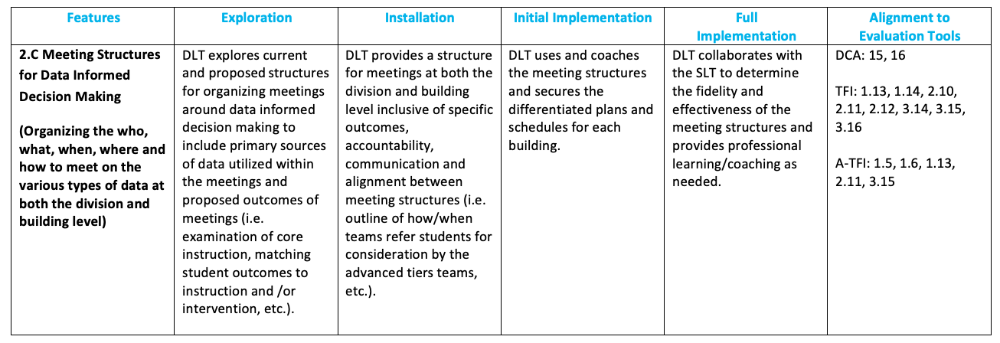 Features
Exploration
Installation
Initial Implementation
Full
Implementation
Alignment to
Evaluation Tools
2.C Meeting Structures
for Data Informed
Decision Making
(Organizing the who,
what, when, where and
how to meet on the
various types of data at
both the division and
building level)
DLT explores current
and proposed structures
for organizing meetings
around data informed
decision making to
include primary sources
of data utilized within
the meetings and
proposed outcomes of
meetings (i.e.
examination of core
instruction, matching
student outcomes to
instruction and /or
intervention, etc.).
DLT provides a structure
for meetings at both the
division and building
level inclusive of specific
outcomes,
accountability,
communication and
alignment between
meeting structures (i.e.
outline of how/when
teams refer students for
consideration by the
advanced tiers teams,
etc.).
DLT uses and coaches
the meeting structures
and secures the
differentiated plans and
schedules for each
building.
DLT collaborates with
the SLT to determine
the fidelity and
effectiveness of the
meeting structures and
provides professional
learning/coaching as
needed.
DCA: 15, 16
TFI: 1.13, 1.14, 2.10,
2.11, 2.12, 3.14, 3.15,
3.16
A-TFI: 1.5, 1.6, 1.13,
2.11, 3.15